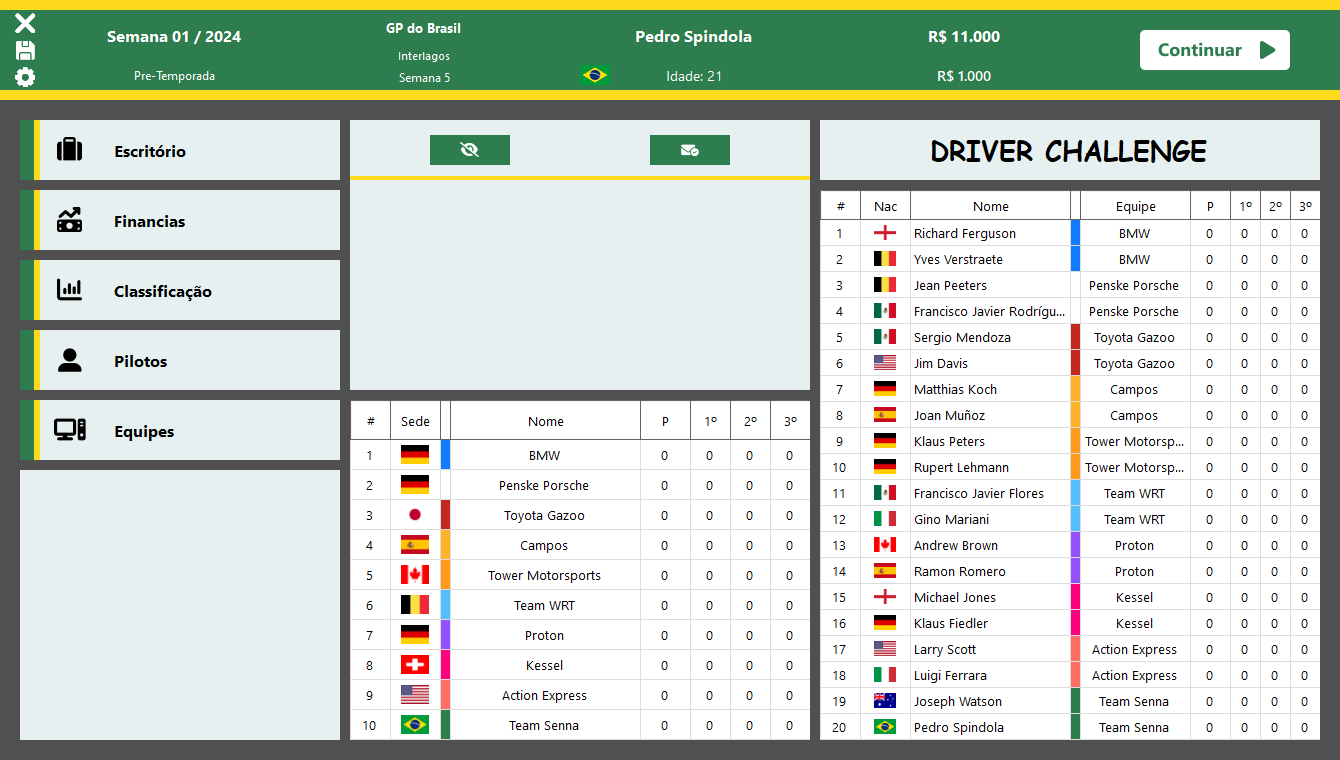 Semana 01 / 2024
Pre-Temporada
GP do Brasil
Interlagos
Semana 5
Pedro Spindola
Idade: 21
R$ 11.000
R$ 1.000
Continuar
Escritório
Financias
Classificação
Pilotos
Equipes
# Sede Nome P 1º 2º 3º
1 BMW 0 0 0 0
2 Penske Porsche 0 0 0 0
3 Toyota Gazoo 0 0 0 0
4 Campos 0 0 0 0
5 Tower Motorsports 0 0 0 0
6 Team WRT 0 0 0 0
7 Proton 0 0 0 0
8 Kessel 0 0 0 0
9 Action Express 0 0 0 0
10 Team Senna 0 0 0 0
DRIVER CHALLENGE
# Nac Nome Equipe P 1º 2º 3º
1 Richard Ferguson BMW 0 0 0 0
2 Yves Verstraete BMW 0 0 0 0
3 Jean Peeters Penske Porsche 0 0 0 0
4 Francisco Javier Rodrígu... Penske Porsche 0 0 0 0
5 Sergio Mendoza Toyota Gazoo 0 0 0 0
6 Jim Davis Toyota Gazoo 0 0 0 0
7 Matthias Koch Campos 0 0 0 0
8 Joan Muñoz Campos 0 0 0 0
9 Klaus Peters Tower Motorsp... 0 0 0 0
10 Rupert Lehmann Tower Motorsp... 0 0 0 0
11 Francisco Javier Flores Team WRT 0 0 0 0
12 Gino Mariani Team WRT 0 0 0 0
13 Andrew Brown Proton 0 0 0 0
14 Ramon Romero Proton 0 0 0 0
15 Michael Jones Kessel 0 0 0 0
16 Klaus Fiedler Kessel 0 0 0 0
17 Larry Scott Action Express 0 0 0 0
18 Luigi Ferrara Action Express 0 0 0 0
19 Joseph Watson Team Senna 0 0 0 0
20 Pedro Spindola Team Senna 0 0 0 0